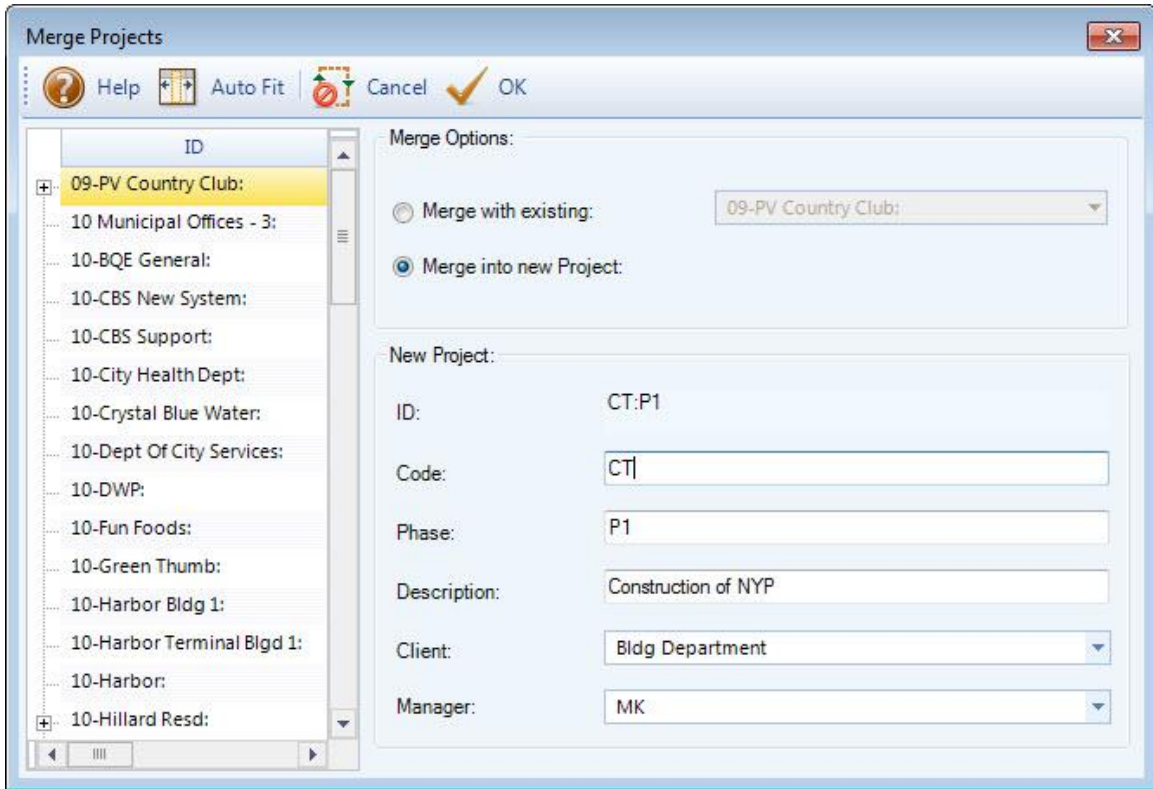 Merge Projects
Help Auto Fit Cancel OK
ID
09-PV Country Club:
10 Municipal Offices - 3:
10-BQE General:
10-CBS New System:
10-CBS Support:
10-City Health Dept:
10-Crystal Blue Water:
10-Dept Of City Services:
10-DWP:
10-Fun Foods:
10-Green Thumb:
10-Harbor Bldg 1:
10-Harbor Terminal Blgd 1:
10-Harbor:
10-Hillard Resd:
Merge Options:
Merge with existing: 09-PV Country Club:
Merge into new Project:
New Project:
ID: CT:P1
Code: CT
Phase: P1
Description: Construction of NYP
Client: Bldg Department
Manager: MK